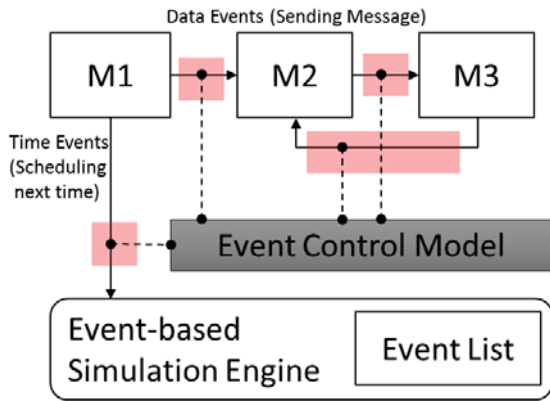 Data Events (Sending Message)
M1
M2
M3
Time Events
(Scheduling
next time)
Event Control Model
Event-based
Simulation Engine
Event List